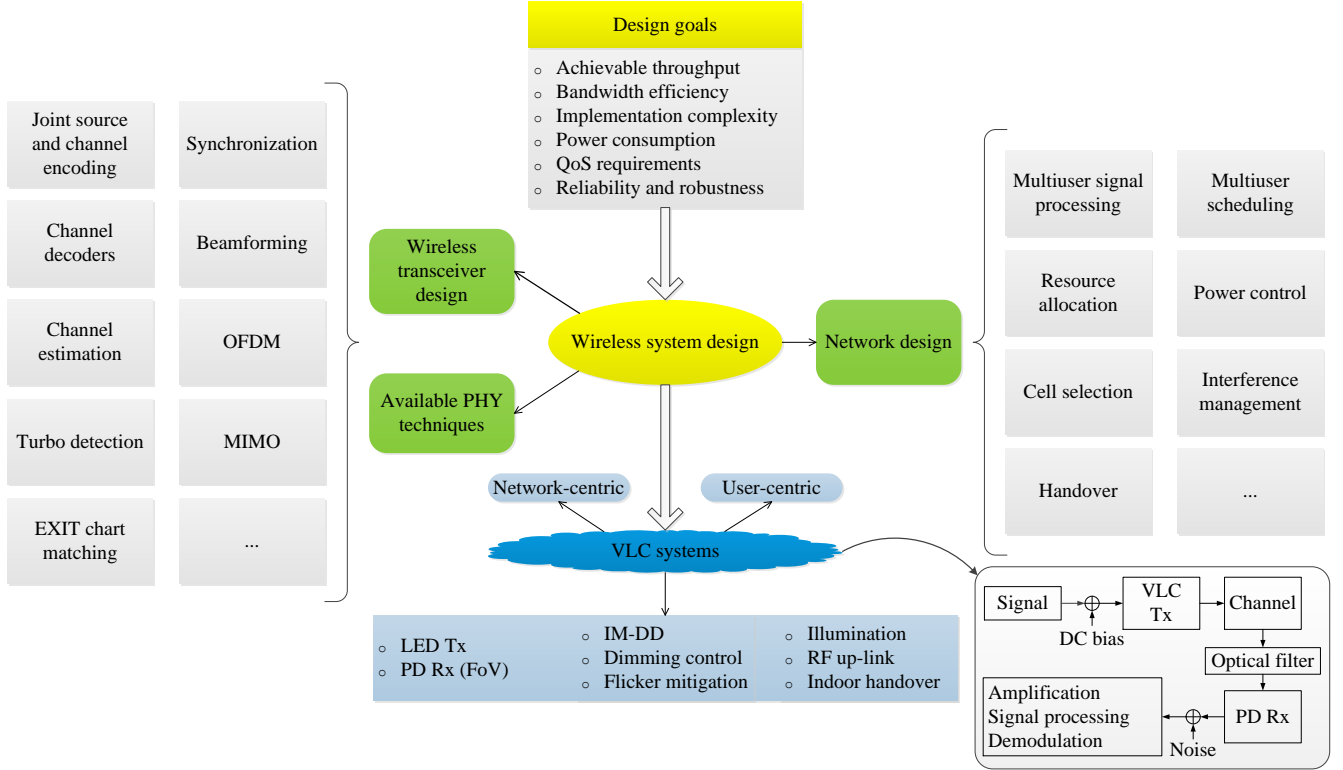 Design goals
○ Achievable throughput
○ Bandwidth efficiency
○ Implementation complexity
○ Power consumption
○ QoS requirements
○ Reliability and robustness
Joint source
and channel
encoding
Synchronization
Channel
decoders
Beamforming
Channel
estimation
OFDM
Turbo detection
MIMO
EXIT chart
matching
...
Wireless
transceiver
design
Wireless system design
Network design
Available PHY
techniques
Multiuser signal
processing
Multiuser
scheduling
Resource
allocation
Power control
Cell selection
Interference
management
Handover
...
Network-centric
User-centric
VLC systems
○ LED Tx
○ PD Rx (FoV)
○ IM-DD
○ Dimming control
○ Flicker mitigation
○ Illumination
○ RF up-link
○ Indoor handover
Signal
DC bias
VLC
Tx
Channel
Optical filter
PD Rx
Noise
Amplification
Signal processing
Demodulation